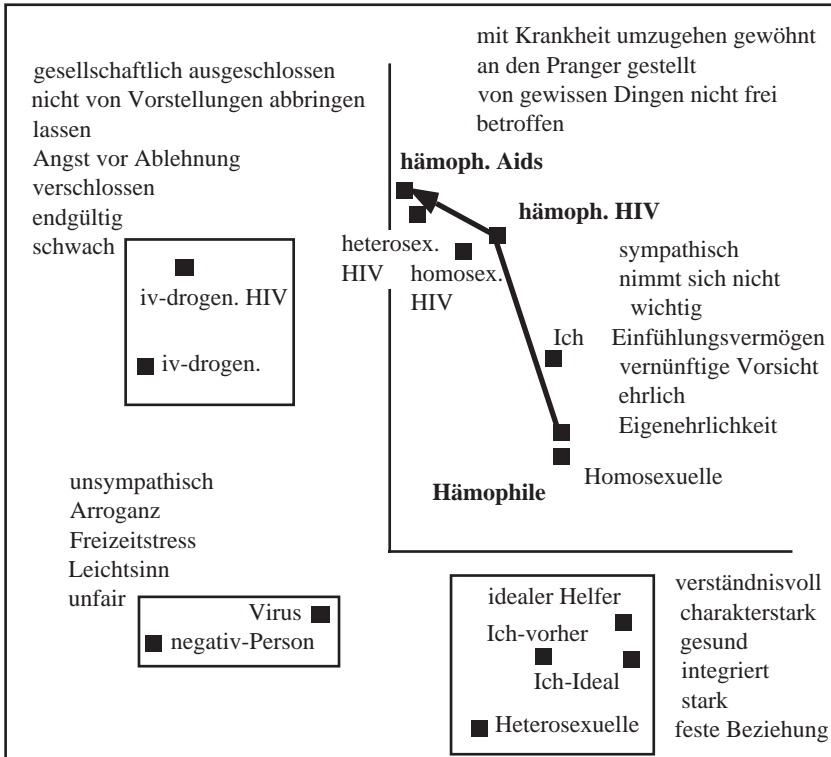 mit Krankheit umzugehen gewöhnt
an den Pranger gestellt
von gewissen Dingen nicht frei
betroffen
gesellschaftlich ausgeschlossen
nicht von Vorstellungen abbringen
lassen
Angst vor Ablehnung
verschlossen
endgültig
schwach
hämoph. Aids
hämoph. HIV
heterosex.
HIV
homosex.
HIV
iv-drogen. HIV
iv-drogen.
sympathisch
nimmt sich nicht
wichtig
Ich
Einfühlungsvermögen
vernünftige Vorsicht
ehrlich
Eigenehrlichkeit
Homosexuelle
Hämophile
unsympathisch
Arroganz
Freizeitstress
Leichtsinn
unfair
Virus
negativ-Person
idealer Helfer
Ich-vorher
Ich-Ideal
Heterosexuelle
verständnisvoll
charakterstark
gesund
integriert
stark
feste Beziehung